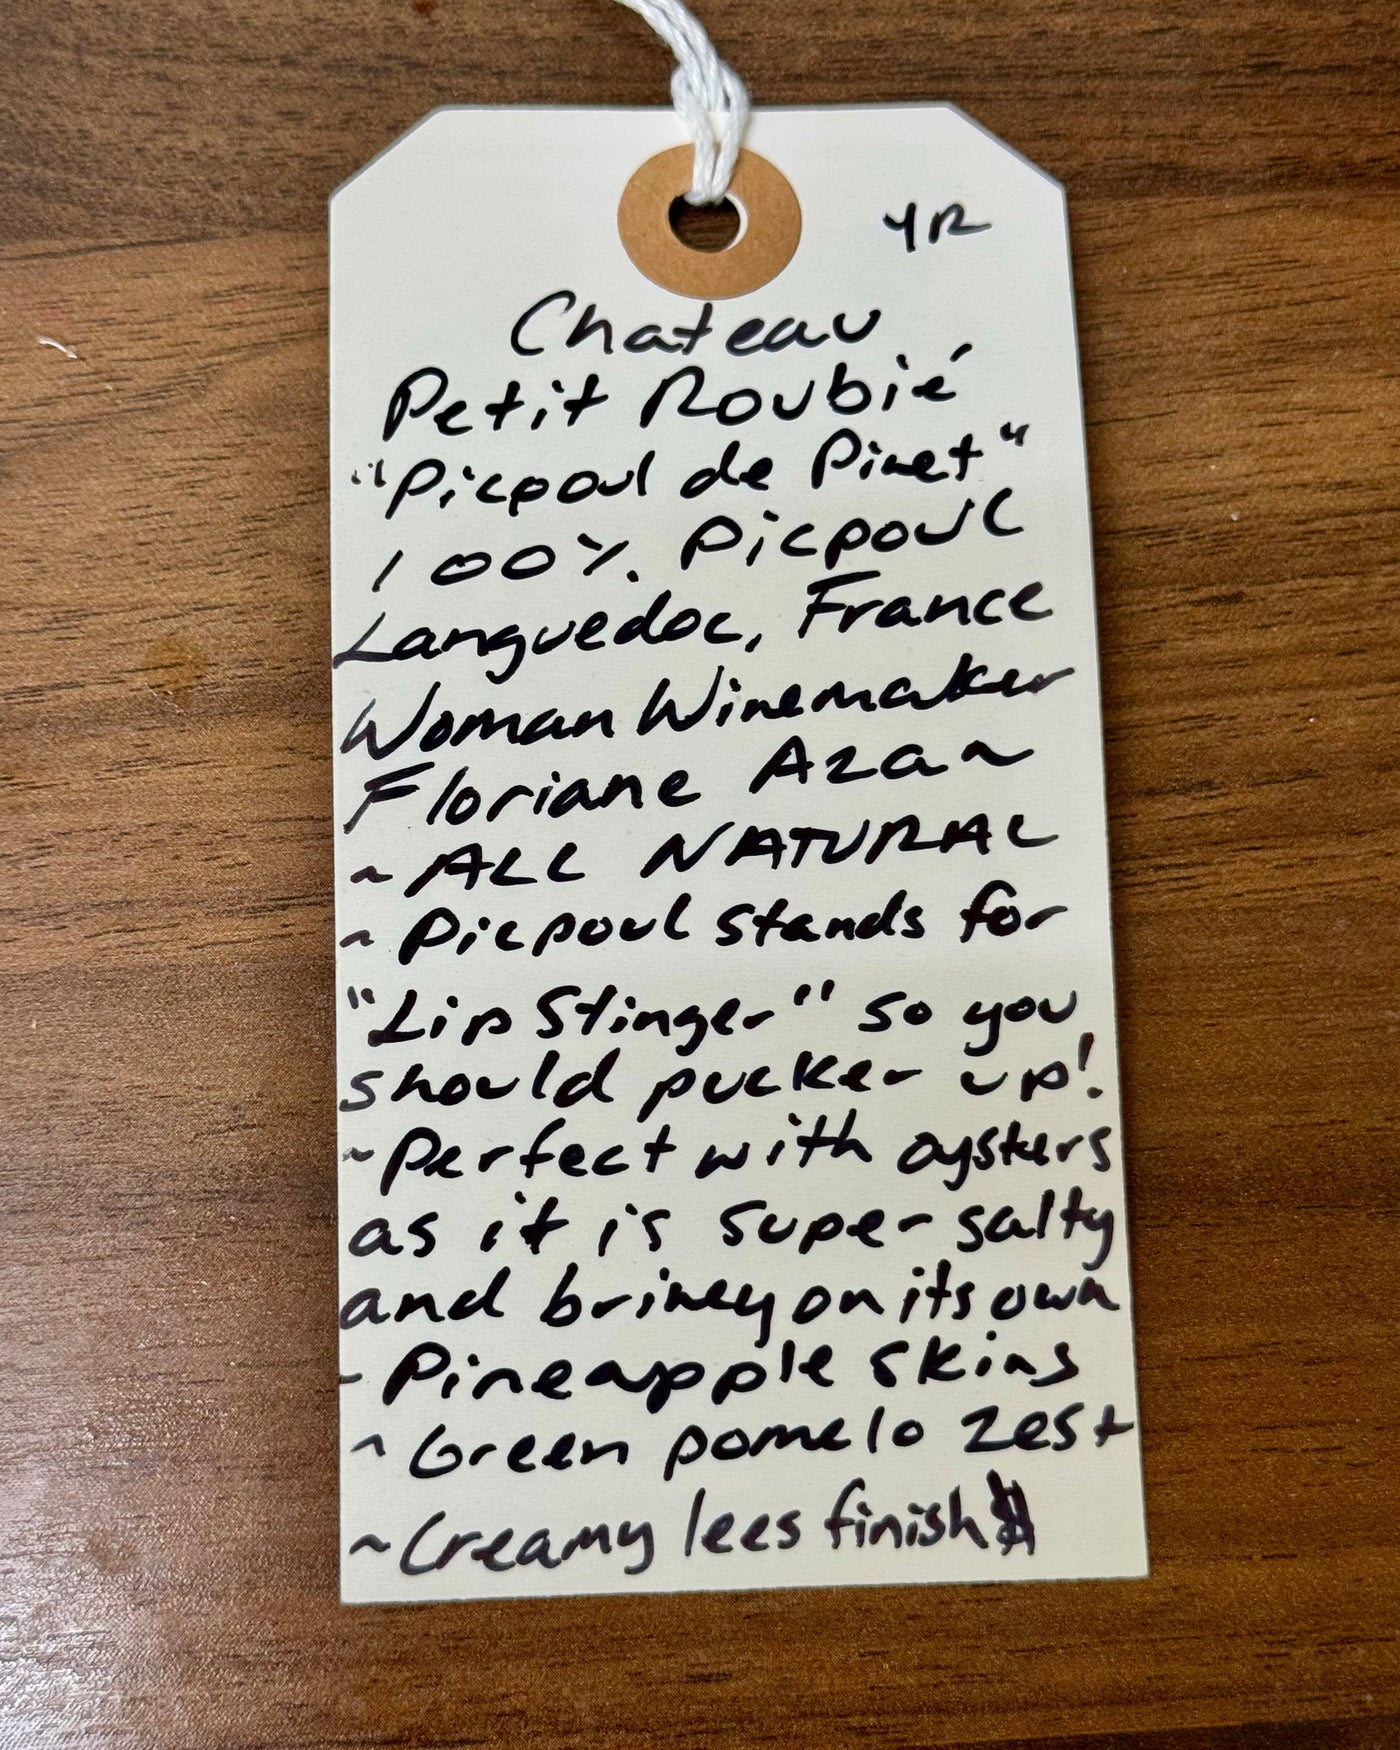 YR
Chateau
Petit Roubié
"Picpoul de Pinet"
100% Picpoul
Languedoc, France
Woman Winemaker
Floriane Azan
~ ALL NATURAL
~ Picpoul stands for
"Lip Stinger" so you
should pucker up!
~ Perfect with oysters
as it is super salty
and briney on its own
- Pineapple skins
~ Green pomelo zest
~ Creamy lees finish